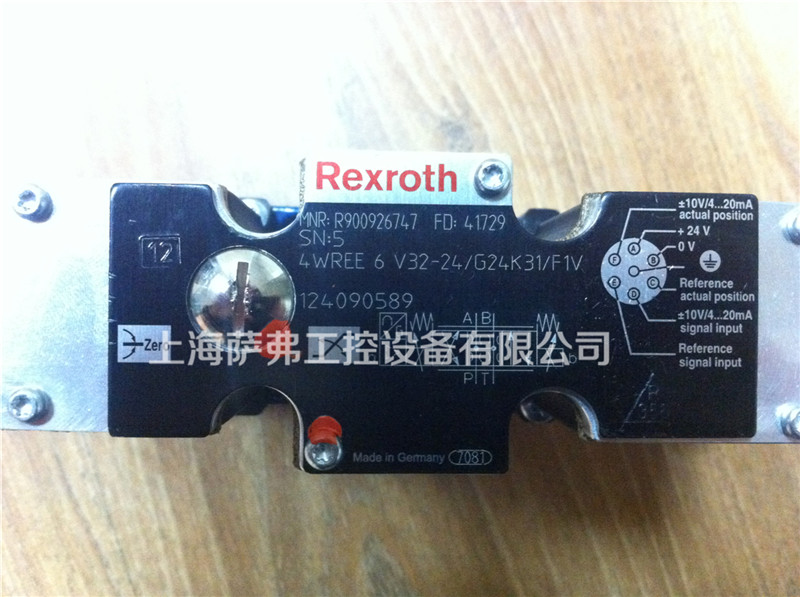 Rexroth
MNR: R900926747 FD: 41729
SN:5
4WREE 6 V32-24/G24K31/F1V
124090589
12
Zero
上海萨弗工控设备有限公司
A B
P T
b
±10V/4...20mA
actual position
+ 24 V
0 V
Reference
actual position
±10V/4...20mA
signal input
Reference
signal input
F A B
E D C
P
Made in Germany 7081